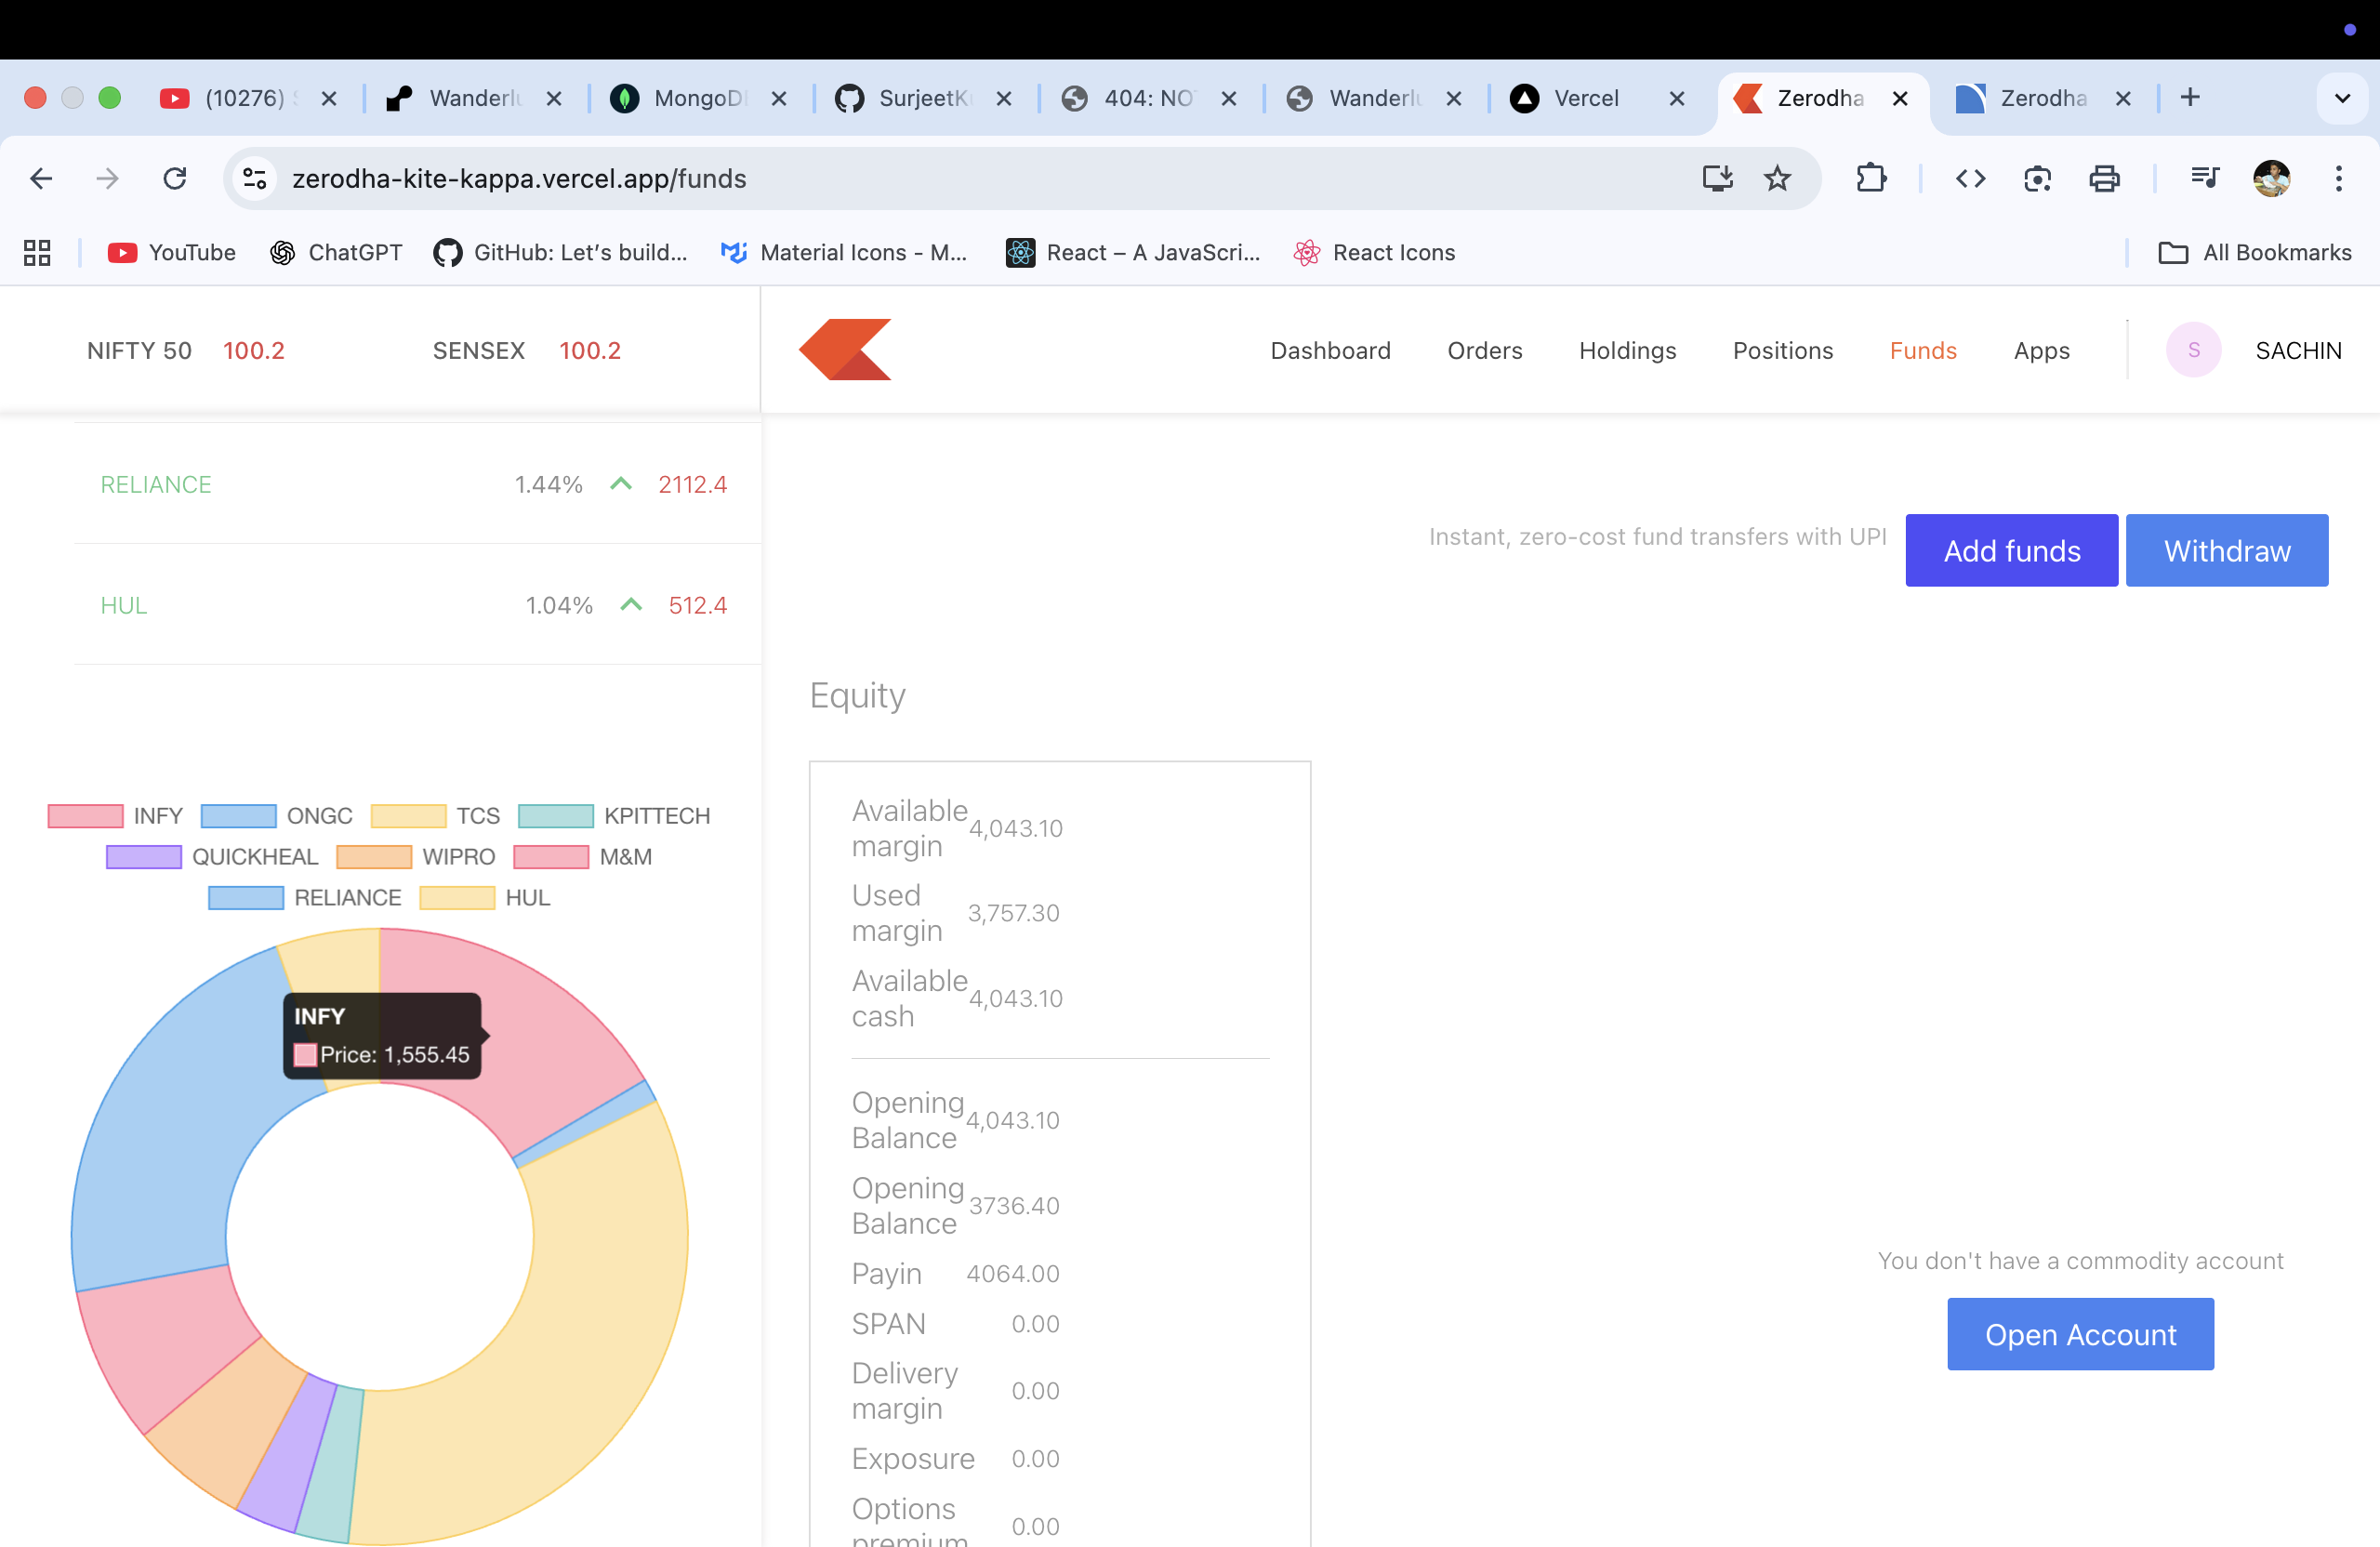 (10276)
Wanderlu
MongoDB
SurjeetK
404: NO
Wanderlu
Vercel
Zerodha
Zerodha
zerodha-kite-kappa.vercel.app/funds
YouTube
ChatGPT
GitHub: Let's build...
Material Icons - M...
React – A JavaScri...
React Icons
All Bookmarks
NIFTY 50 100.2 SENSEX 100.2
Dashboard Orders Holdings Positions Funds Apps S SACHIN
RELIANCE 1.44% 2112.4
HUL 1.04% 512.4
INFY ONGC TCS KPITTECH
QUICKHEAL WIPRO M&M
RELIANCE HUL
INFY
Price: 1,555.45
Instant, zero-cost fund transfers with UPI Add funds Withdraw
Equity
Available
margin 4,043.10
Used
margin 3,757.30
Available
cash 4,043.10
Opening
Balance 4,043.10
Opening
Balance 3736.40
Payin 4064.00
SPAN 0.00
Delivery
margin 0.00
Exposure 0.00
Options
premium 0.00
You don't have a commodity account
Open Account